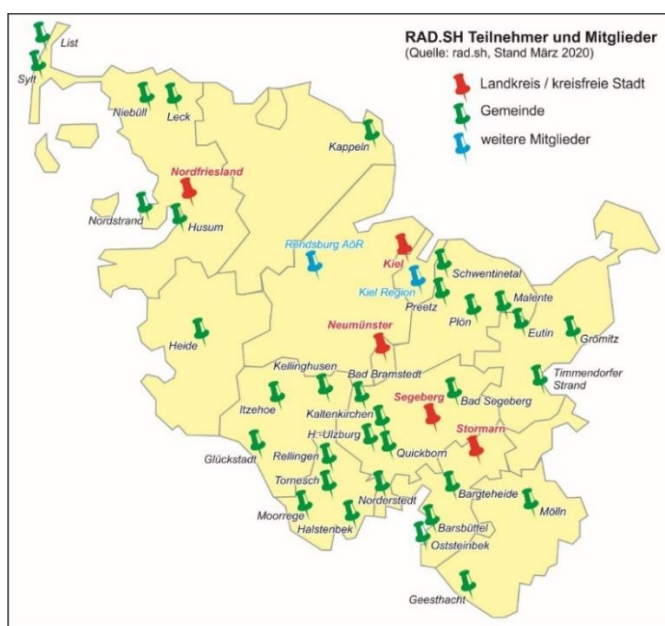 RAD.SH Teilnehmer und Mitglieder
(Quelle: rad.sh, Stand März 2020)
Landkreis / kreisfreie Stadt
Gemeinde
weitere Mitglieder
List
Sylt
Niebüll
Leck
Kappeln
Nordfriesland
Nordstrand
Husum
Rendsburg AöR
Kiel
Schwentinetal
Kiel Region
Preetz
Malente
Plön
Eutin
Grömitz
Heide
Neumünster
Kellinghusen
Bad Bramstedt
Timmendorfer
Strand
Itzehoe
Kaltenkirchen
Segeberg
Bad Segeberg
H.-Ulzburg
Stormarn
Glückstadt
Rellingen
Quickborn
Tornesch
Norderstedt
Bargteheide
Moorrege
Halstenbek
Barsbüttel
Mölln
Oststeinbek
Geesthacht